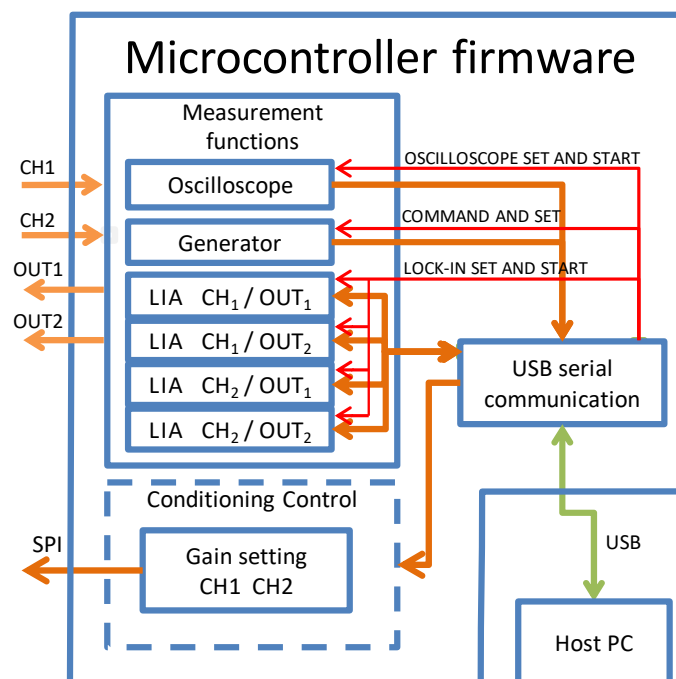 Microcontroller firmware
Measurement
functions
OSCILLOSCOPE SET AND START
CH1
Oscilloscope
CH2
COMMAND AND SET
Generator
OUT1
LOCK-IN SET AND START
LIA CH₁ / OUT₁
OUT2
LIA CH₁ / OUT₂
LIA CH₂ / OUT₁
LIA CH₂ / OUT₂
USB serial
communication
Conditioning Control
SPI
Gain setting
CH1 CH2
USB
Host PC